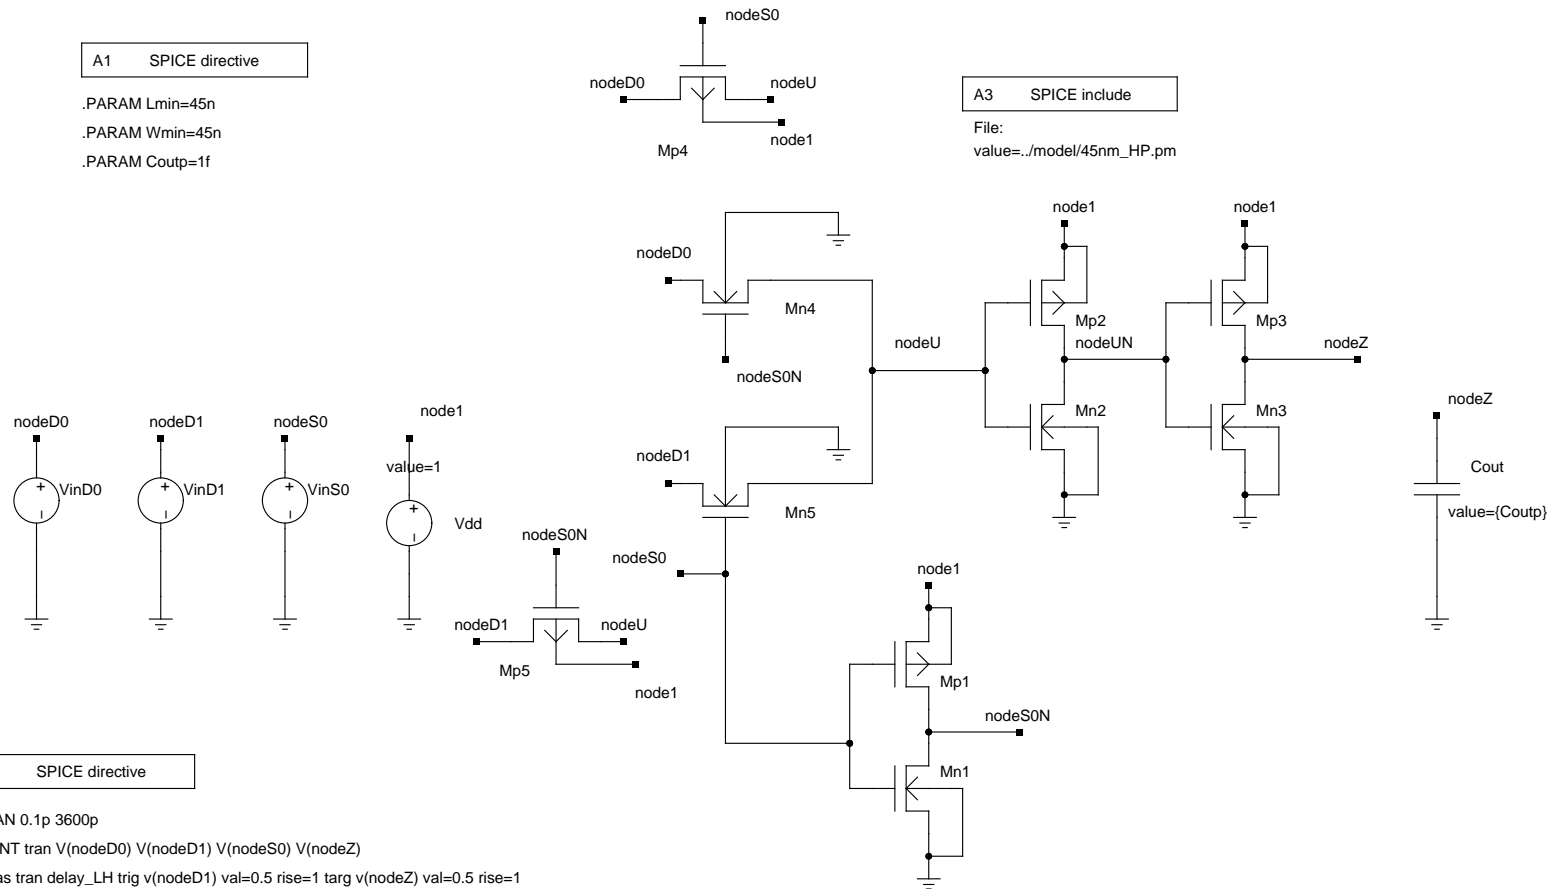 nodeS0
A1 SPICE directive
nodeD0
nodeU
A3 SPICE include
.PARAM Lmin=45n
.PARAM Wmin=45n
.PARAM Coutp=1f
node1
Mp4
File:
value=../model/45nm_HP.pm
node1
node1
nodeD0
Mn4
Mp2
Mp3
nodeU
nodeUN
nodeZ
nodeS0N
nodeD0
nodeD1
nodeS0
node1
Mn2
Mn3
nodeZ
nodeD1
value=1
Cout
VinD0
VinD1
VinS0
Vdd
Mn5
value={Coutp}
nodeS0N
nodeS0
node1
nodeD1
nodeU
Mp5
node1
Mp1
nodeS0N
SPICE directive
Mn1
AN 0.1p 3600p
NT tran V(nodeD0) V(nodeD1) V(nodeS0) V(nodeZ)
as tran delay_LH trig v(nodeD1) val=0.5 rise=1 targ v(nodeZ) val=0.5 rise=1